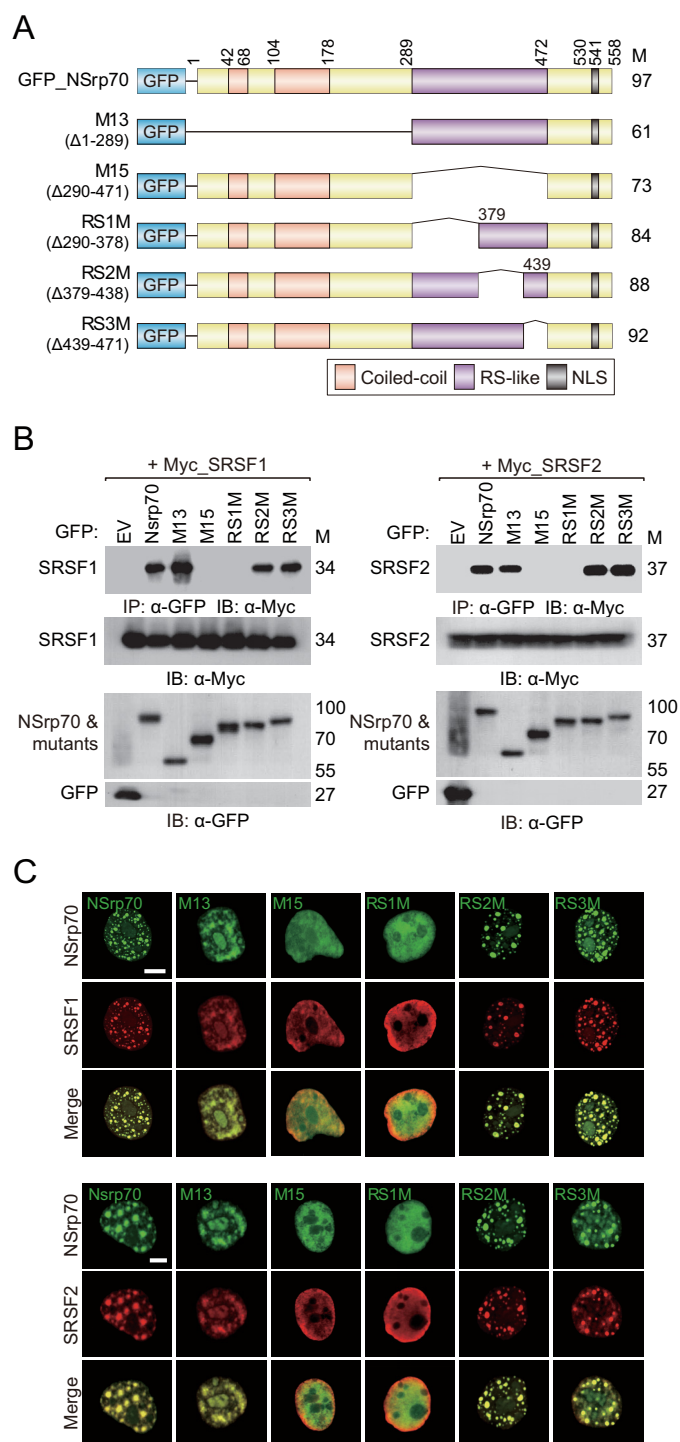 A
1
42
68
104
178
289
472
530
541
558
M
GFP_NSrp70
GFP
97
M13
(Δ1-289)
GFP
61
M15
(Δ290-471)
GFP
73
RS1M
(Δ290-378)
GFP
379
84
RS2M
(Δ379-438)
GFP
439
88
RS3M
(Δ439-471)
GFP
92
Coiled-coil RS-like NLS
B
+ Myc_SRSF1
GFP: EV Nsrp70 M13 M15 RS1M RS2M RS3M M
SRSF1 34
IP: α-GFP IB: α-Myc
SRSF1 34
IB: α-Myc
NSrp70 & mutants
100
70
55
GFP 27
IB: α-GFP
+ Myc_SRSF2
GFP: EV NSrp70 M13 M15 RS1M RS2M RS3M M
SRSF2 37
IP: α-GFP IB: α-Myc
SRSF2 37
IB: α-Myc
NSrp70 & mutants
100
70
55
GFP 27
IB: α-GFP
C
NSrp70 M13 M15 RS1M RS2M RS3M
NSrp70
SRSF1
Merge
Nsrp70 M13 M15 RS1M RS2M RS3M
NSrp70
SRSF2
Merge